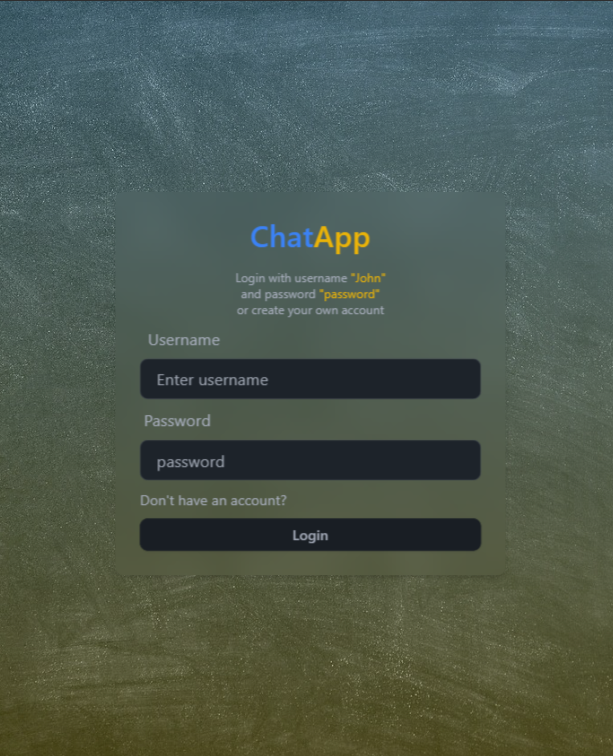 ChatApp
Login with username "John"
and password "password"
or create your own account
Username
Enter username
Password
password
Don't have an account?
Login